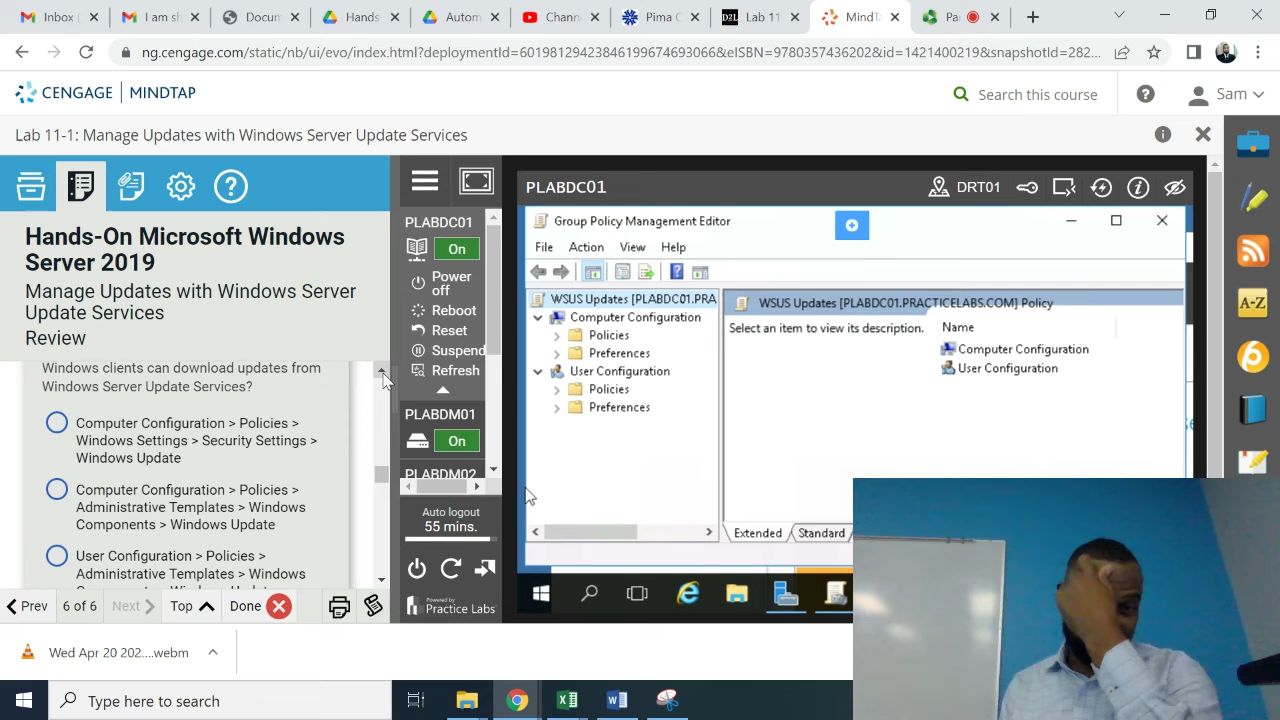 Inbox (
I am sh
Docum
Hands
Autom
Chann
Pima C
D2L
Lab 11
MindT
Pa
ng.cengage.com/static/nb/ui/evo/index.html?deploymentId=60198129423846199674693066&eISBN=9780357436202&id=1421400219&snapshotId=282...
CENGAGE | MINDTAP
Search this course
Sam
Lab 11-1: Manage Updates with Windows Server Update Services
Hands-On Microsoft Windows
Server 2019
Manage Updates with Windows Server
Update Services
Review
Windows clients can download updates from
Windows Server Update Services?
Computer Configuration > Policies >
Windows Settings > Security Settings >
Windows Update
Computer Configuration > Policies >
Administrative Templates > Windows
Components > Windows Update
User Configuration > Policies >
Administrative Templates > Windows
Prev
6 of 6
Next
Top
Done
PLABDC01
On
Power
off
Reboot
Reset
Suspend
Refresh
PLABDM01
On
PLABDM02
Auto logout
55 mins.
Powered by
Practice Labs
PLABDC01
DRT01
Group Policy Management Editor
File Action View Help
WSUS Updates [PLABDC01.PRA
Computer Configuration
Policies
Preferences
User Configuration
Policies
Preferences
WSUS Updates [PLABDC01.PRACTICELABS.COM] Policy
Select an item to view its description.
Name
Computer Configuration
User Configuration
Extended
Standard
A-Z
Wed Apr 20 202....webm
Type here to search